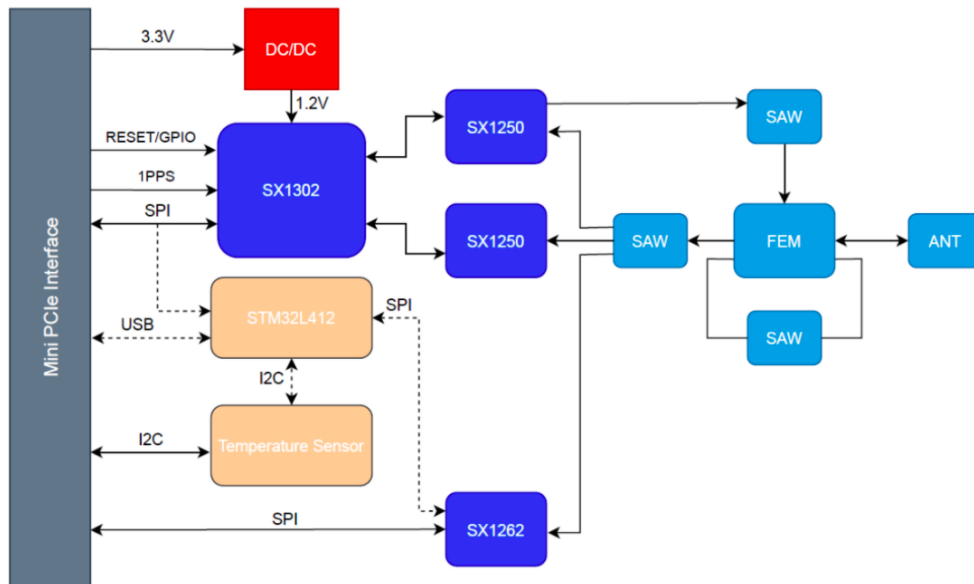 3.3V
DC/DC
1.2V
SX1250
SAW
RESET/GPIO
SX1302
1PPS
SPI
SX1250
SAW
FEM
ANT
Mini PCIe Interface
STM32L412
SPI
USB
SAW
I2C
Temperature Sensor
I2C
SPI
SX1262